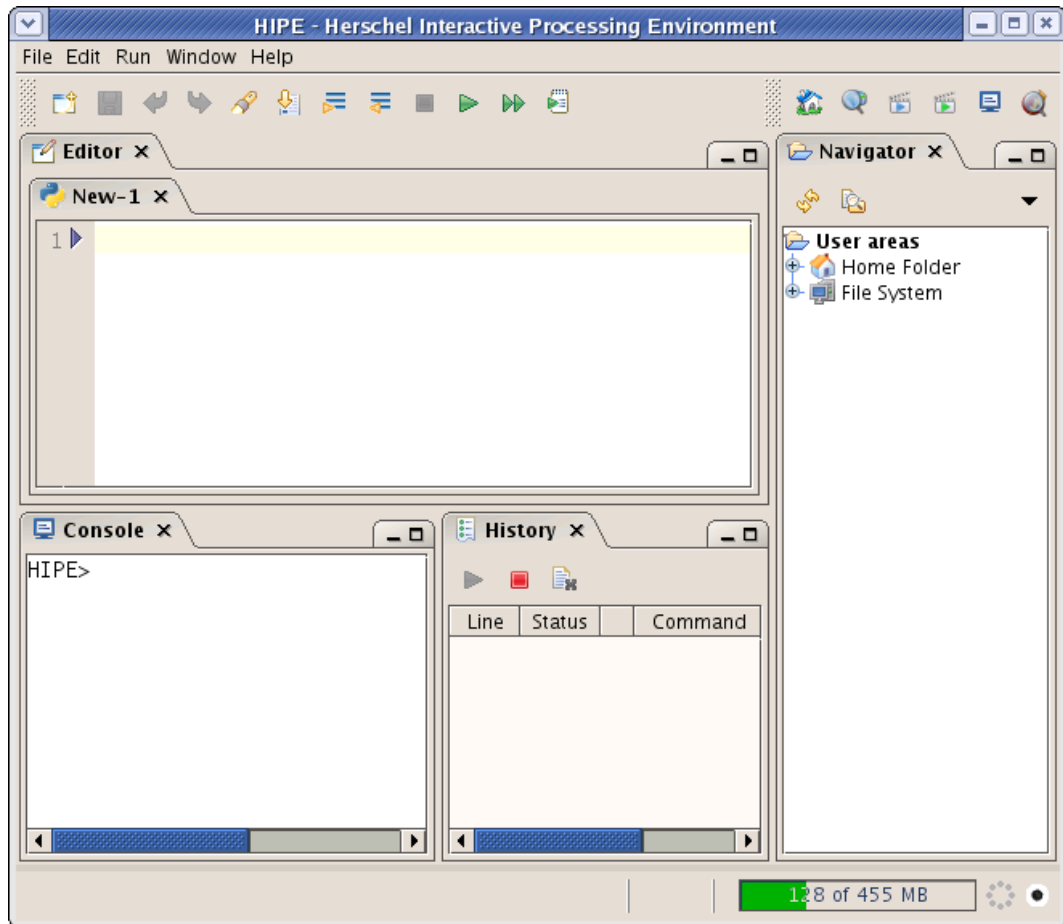 HIPE - Herschel Interactive Processing Environment
File Edit Run Window Help
Editor
New-1
1
Navigator
User areas
Home Folder
File System
Console
HIPE>
History
Line Status Command
128 of 455 MB